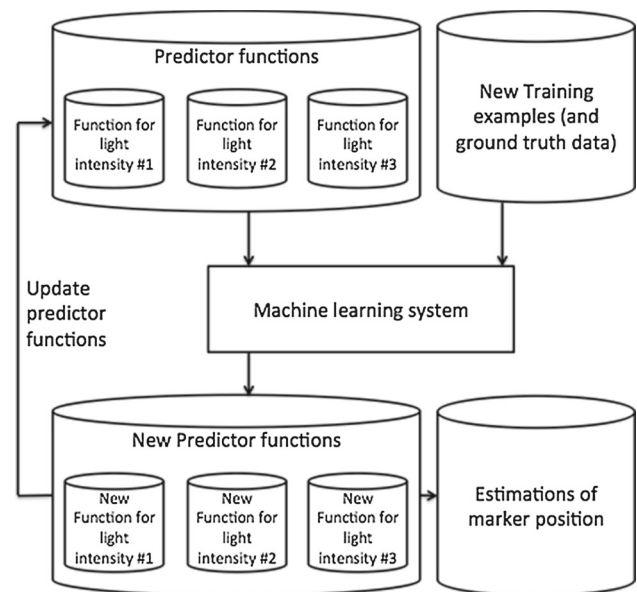 Predictor functions
Function for
light
intensity #1
Function for
light
intensity #2
Function for
light
intensity #3
New Training
examples (and
ground truth data)
Update
predictor
functions
Machine learning system
New Predictor functions
New
Function for
light
intensity #1
New
Function for
light
intensity #2
New
Function for
light
intensity #3
Estimations of
marker position